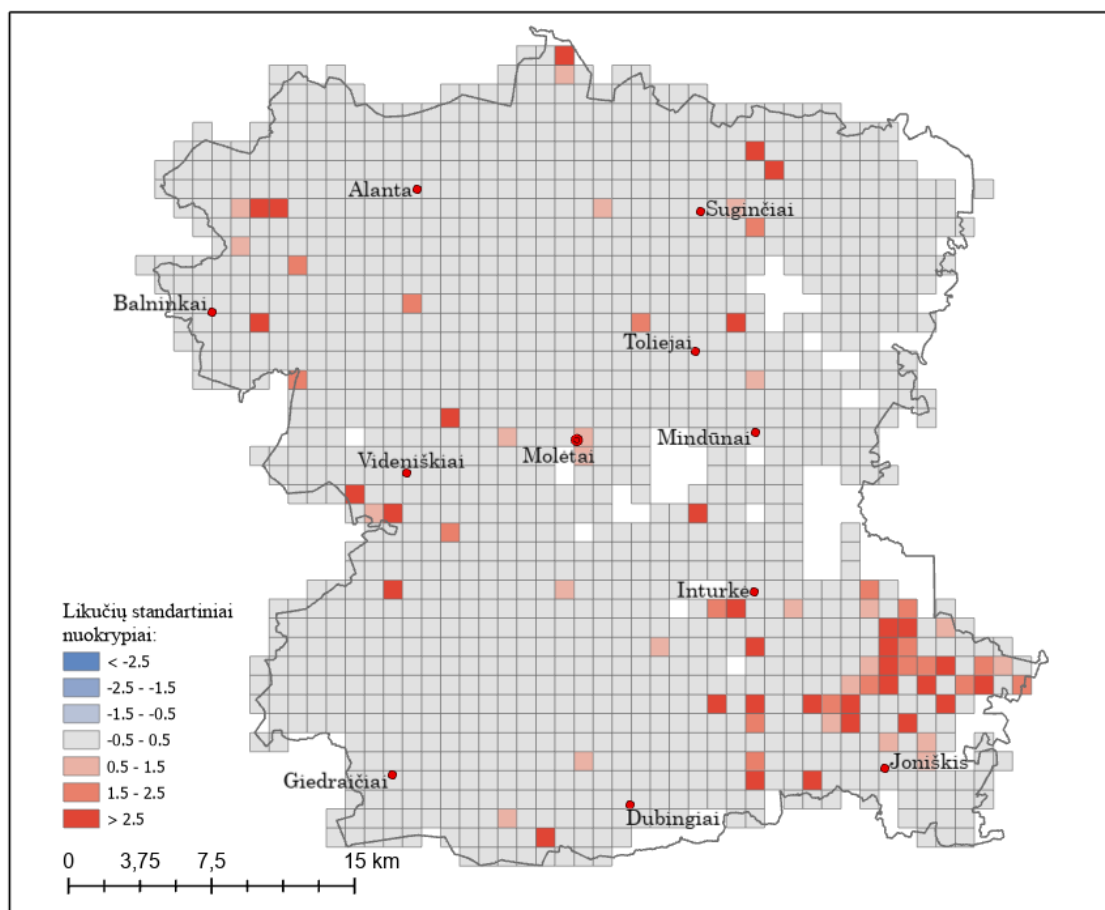 Alanta
Suginčiai
Balninkai
Toliejai
Mindūnai
Molėtai
Videniškiai
Inturkė
Likučių standartiniai
nuokrypiai:
< -2.5
-2.5 - -1.5
-1.5 - -0.5
-0.5 - 0.5
0.5 - 1.5
1.5 - 2.5
> 2.5
Joniškis
Giedraičiai
Dubingiai
0 3,75 7,5 15 km